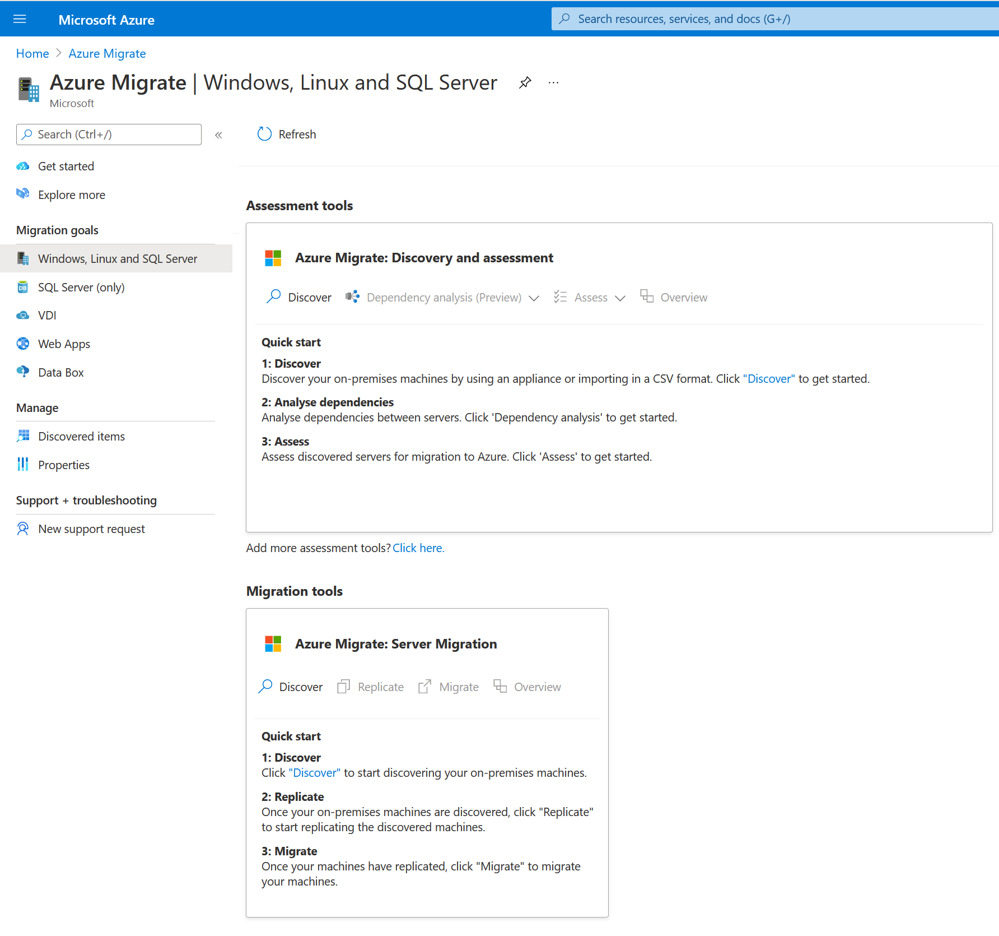 Microsoft Azure
Search resources, services, and docs (G+/)
Home > Azure Migrate
Azure Migrate | Windows, Linux and SQL Server
Microsoft
Search (Ctrl+/)
«
Refresh
Get started
Explore more
Migration goals
Windows, Linux and SQL Server
SQL Server (only)
VDI
Web Apps
Data Box
Manage
Discovered items
Properties
Support + troubleshooting
New support request
Assessment tools
Azure Migrate: Discovery and assessment
Discover Dependency analysis (Preview) Assess Overview
Quick start
1: Discover
Discover your on-premises machines by using an appliance or importing in a CSV format. Click "Discover" to get started.
2: Analyse dependencies
Analyse dependencies between servers. Click 'Dependency analysis' to get started.
3: Assess
Assess discovered servers for migration to Azure. Click 'Assess' to get started.
Add more assessment tools? Click here.
Migration tools
Azure Migrate: Server Migration
Discover Replicate Migrate Overview
Quick start
1: Discover
Click "Discover" to start discovering your on-premises machines.
2: Replicate
Once your on-premises machines are discovered, click "Replicate"
to start replicating the discovered machines.
3: Migrate
Once your machines have replicated, click "Migrate" to migrate
your machines.